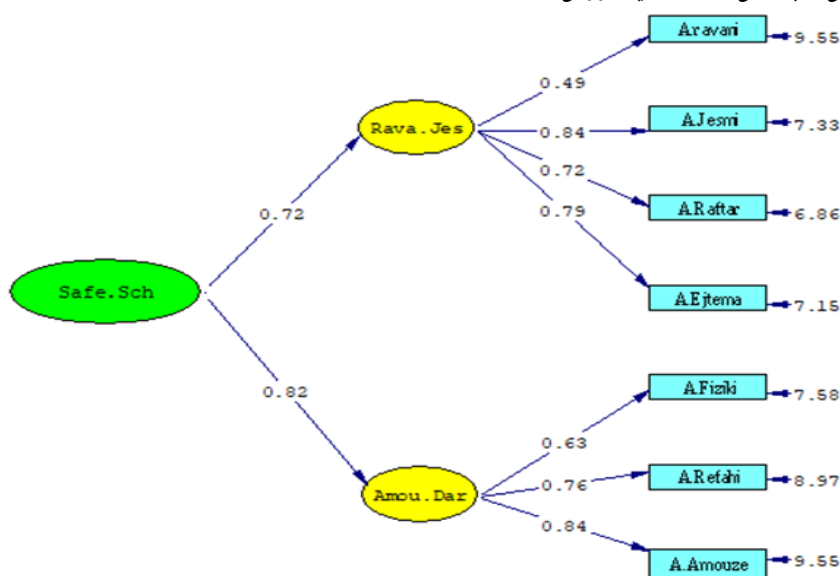 A.ravani
9.55
0.49
A.Jesmi
Rava.Jes
0.84
7.33
0.72
A.Raftar
6.86
0.79
0.72
Safe.Sch
A.Ejtema
7.15
0.82
A.Fiziki
7.58
0.63
A.Refahi
0.76
8.97
Amou.Dar
0.84
A.Amouze
9.55